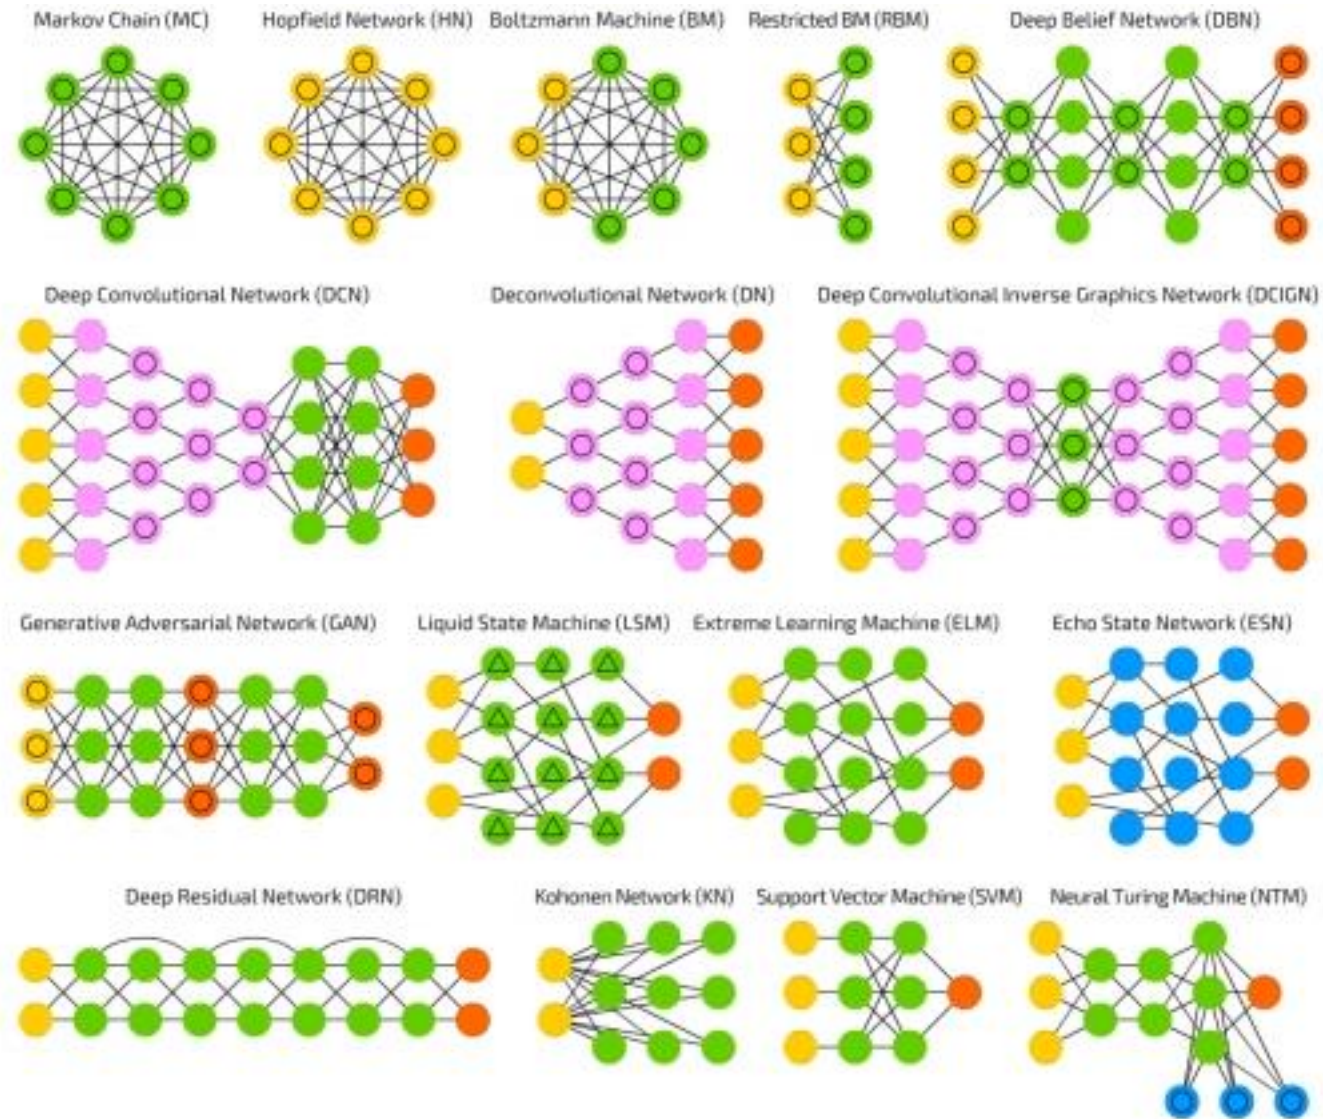 Markov Chain (MC)
Hopfield Network (HN)
Boltzmann Machine (BM)
Restricted BM (RBM)
Deep Belief Network (DBN)
Deep Convolutional Network (DCN)
Deconvolutional Network (DN)
Deep Convolutional Inverse Graphics Network (DCIGN)
Generative Adversarial Network (GAN)
Liquid State Machine (LSM)
Extreme Learning Machine (ELM)
Echo State Network (ESN)
Deep Residual Network (DRN)
Kohonen Network (KN)
Support Vector Machine (SVM)
Neural Turing Machine (NTM)